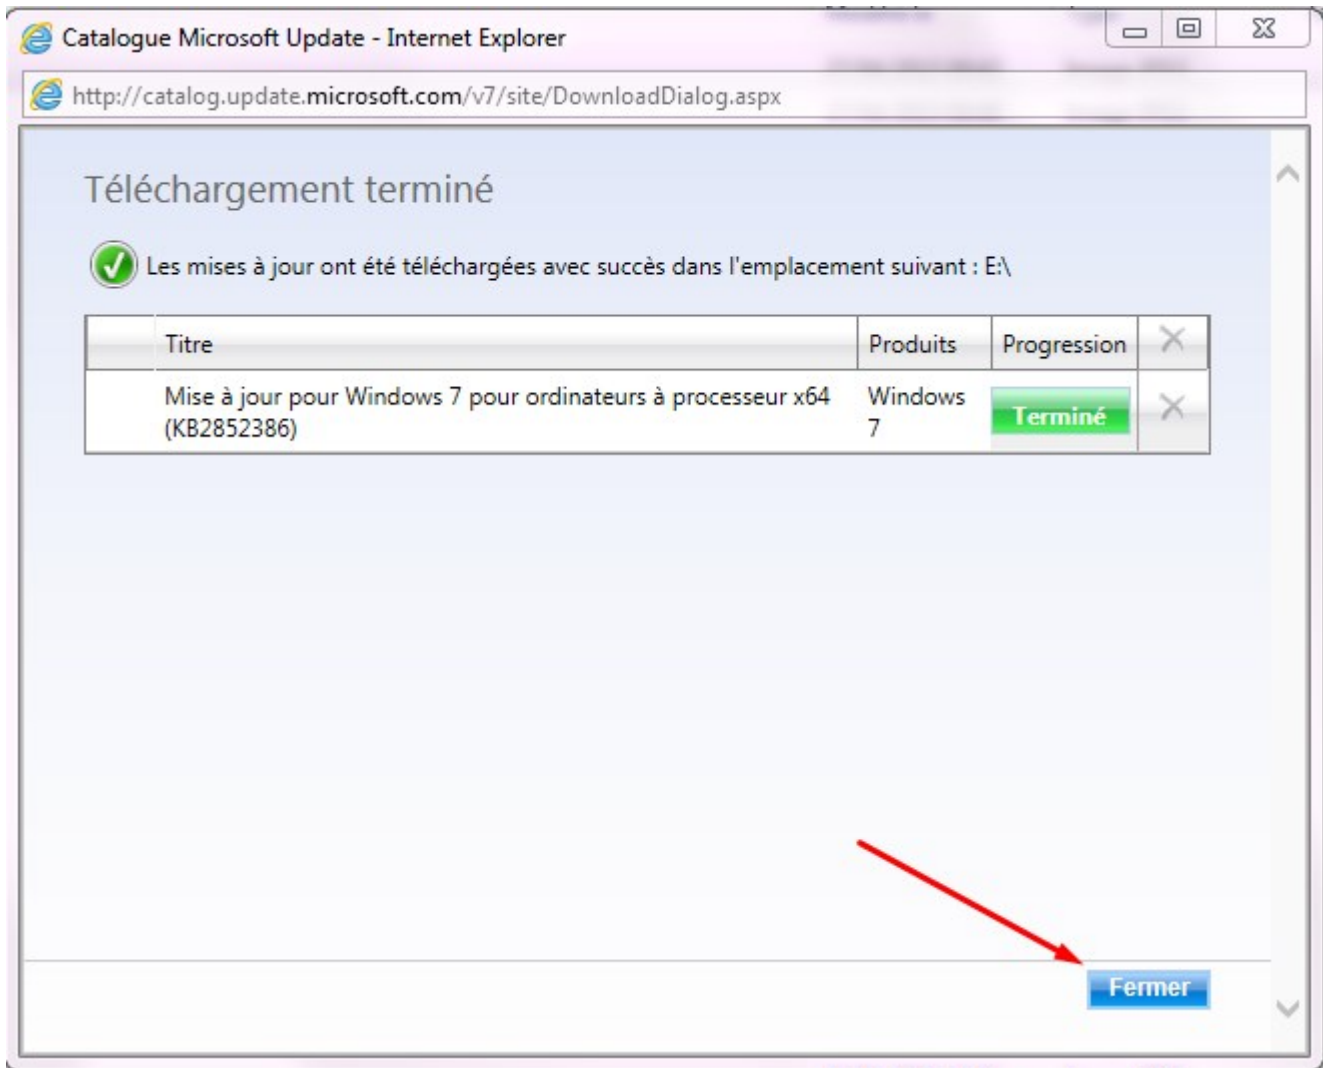 Catalogue Microsoft Update - Internet Explorer
http://catalog.update.microsoft.com/v7/site/DownloadDialog.aspx
Téléchargement terminé
Les mises à jour ont été téléchargées avec succès dans l'emplacement suivant : E:\
Titre Produits Progression
Mise à jour pour Windows 7 pour ordinateurs à processeur x64 Windows
(KB2852386) 7 Terminé
Fermer